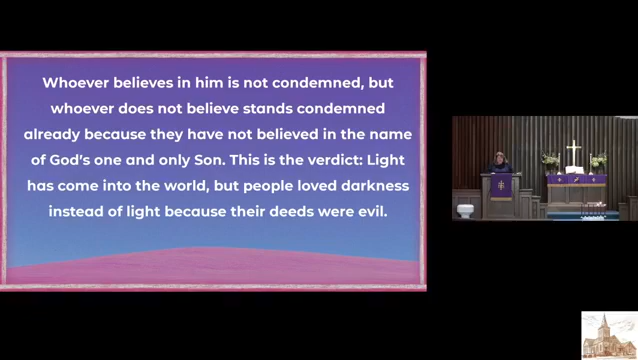 Whoever believes in him is not condemned, but
whoever does not believe stands condemned
already because they have not believed in the name
of God's one and only Son. This is the verdict: Light
has come into the world, but people loved darkness
instead of light because their deeds were evil.